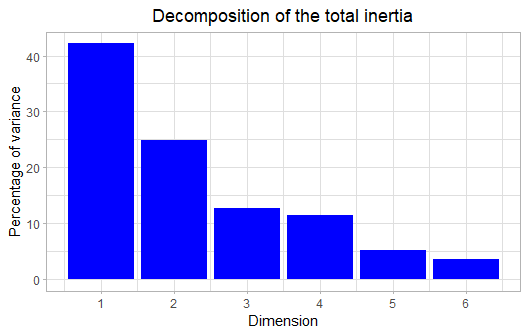 Decomposition of the total inertia
Percentage of variance
40
30
20
10
0
1 2 3 4 5 6
Dimension